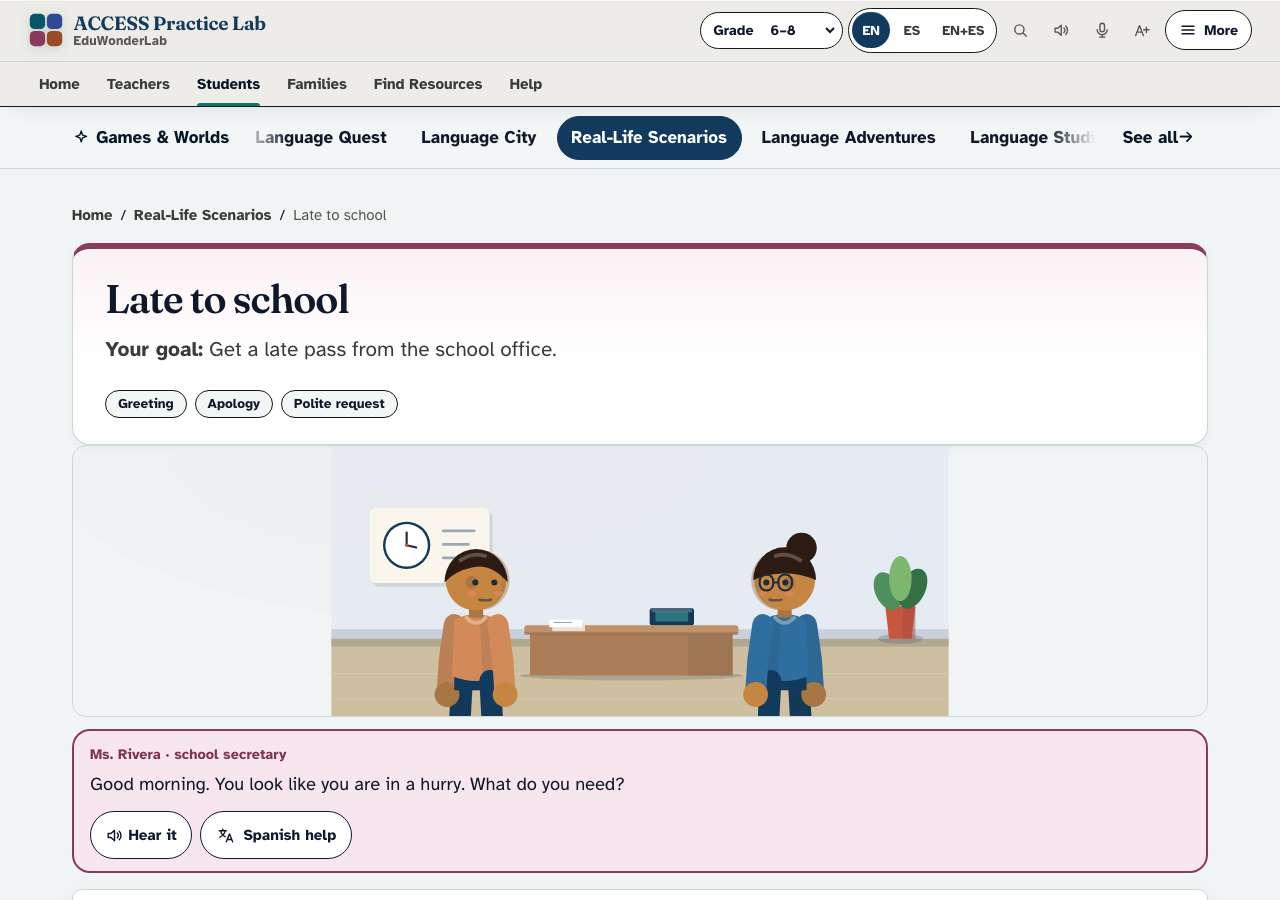 ACCESS Practice Lab
EduWonderLab
Grade 6–8
EN ES EN+ES
A+
More
Home Teachers Students Families Find Resources Help
Games & Worlds Language Quest Language City Real-Life Scenarios Language Adventures Language Stud See all→
Home / Real-Life Scenarios / Late to school
Late to school
Your goal: Get a late pass from the school office.
Greeting Apology Polite request
Ms. Rivera · school secretary
Good morning. You look like you are in a hurry. What do you need?
Hear it Spanish help